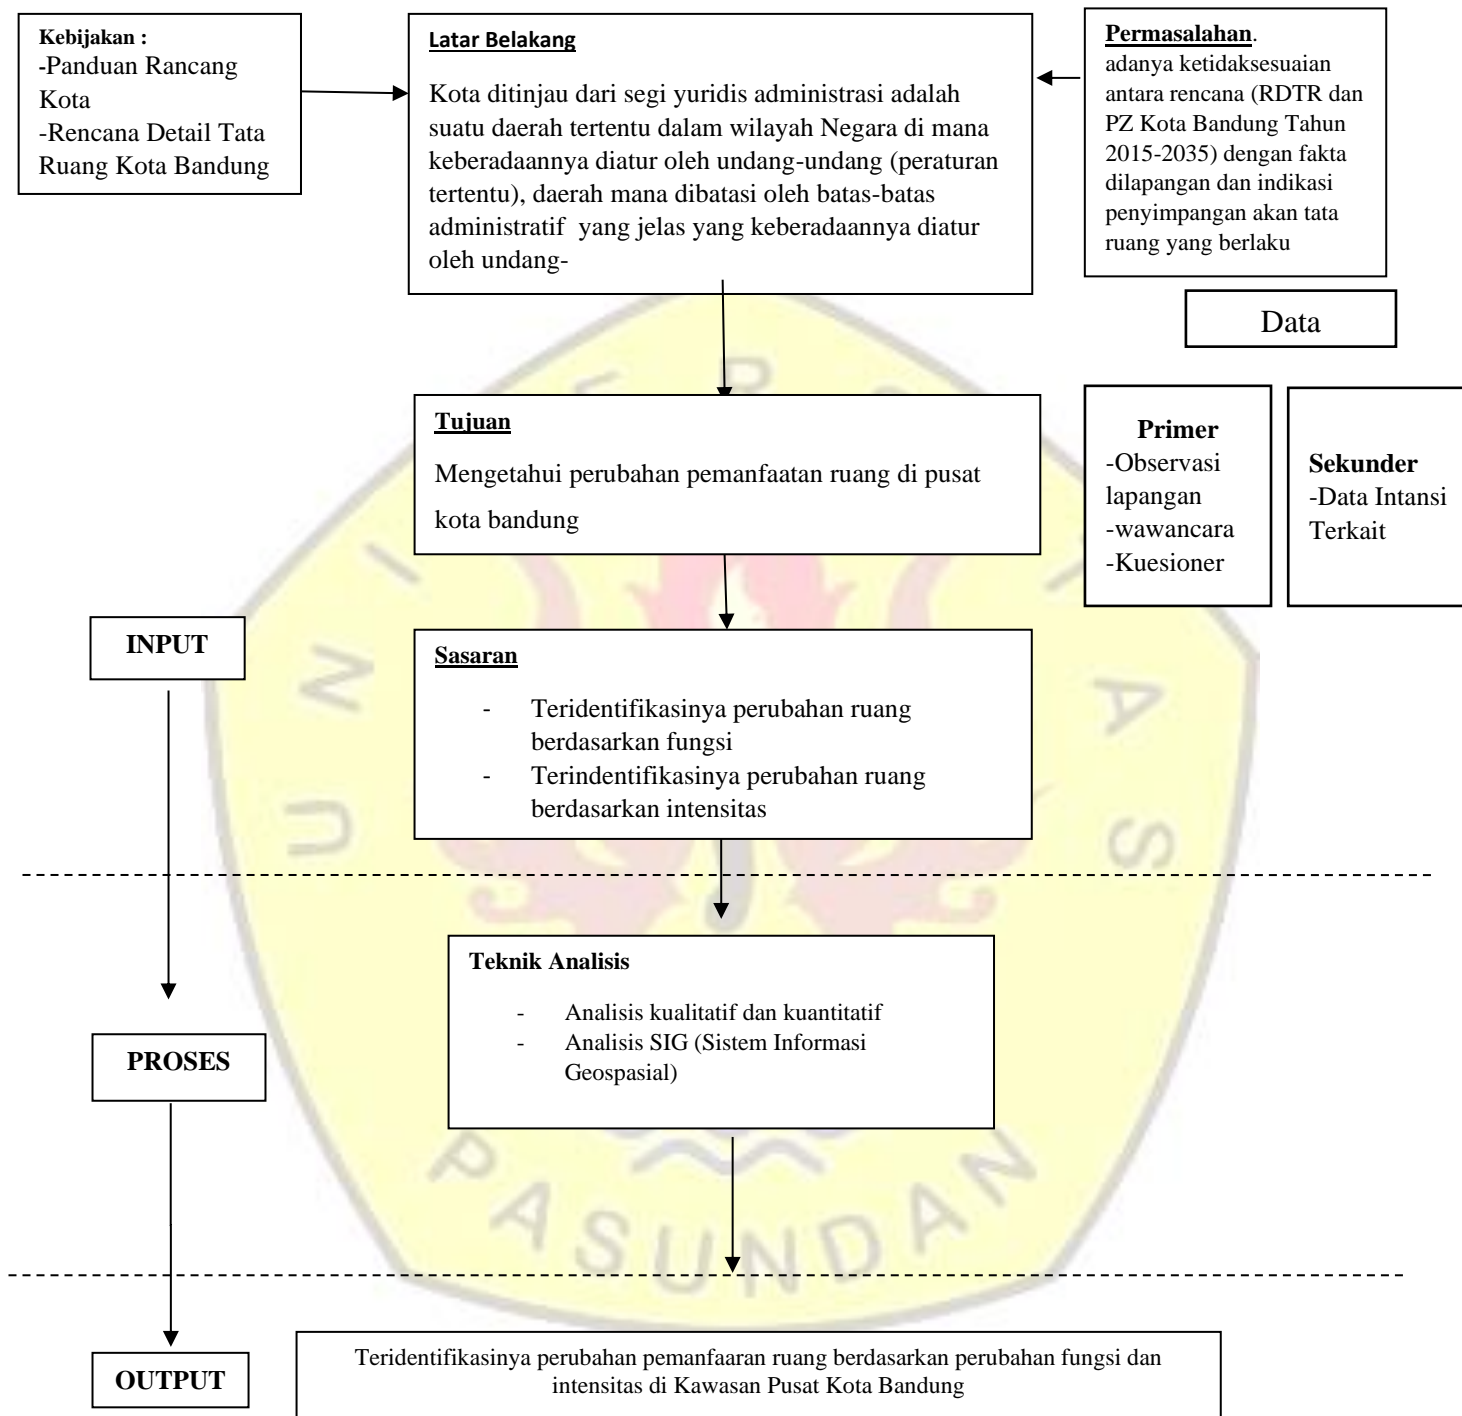 Kebijakan :
-Panduan Rancang
Kota
-Rencana Detail Tata
Ruang Kota Bandung
Latar Belakang
Kota ditinjau dari segi yuridis administrasi adalah
suatu daerah tertentu dalam wilayah Negara di mana
keberadaannya diatur oleh undang-undang (peraturan
tertentu), daerah mana dibatasi oleh batas-batas
administratif yang jelas yang keberadaannya diatur
oleh undang-
Permasalahan.
adanya ketidaksesuaian
antara rencana (RDTR dan
PZ Kota Bandung Tahun
2015-2035) dengan fakta
dilapangan dan indikasi
penyimpangan akan tata
ruang yang berlaku
Data
Tujuan
Mengetahui perubahan pemanfaatan ruang di pusat
kota bandung
Primer
-Observasi
lapangan
-wawancara
-Kuesioner
Sekunder
-Data Intansi
Terkait
INPUT
Sasaran
- Teridentifikasinya perubahan ruang
berdasarkan fungsi
- Terindentifikasinya perubahan ruang
berdasarkan intensitas
Teknik Analisis
- Analisis kualitatif dan kuantitatif
- Analisis SIG (Sistem Informasi
Geospasial)
PROSES
OUTPUT
Teridentifikasinya perubahan pemanfaaran ruang berdasarkan perubahan fungsi dan
intensitas di Kawasan Pusat Kota Bandung
PASUNDAN